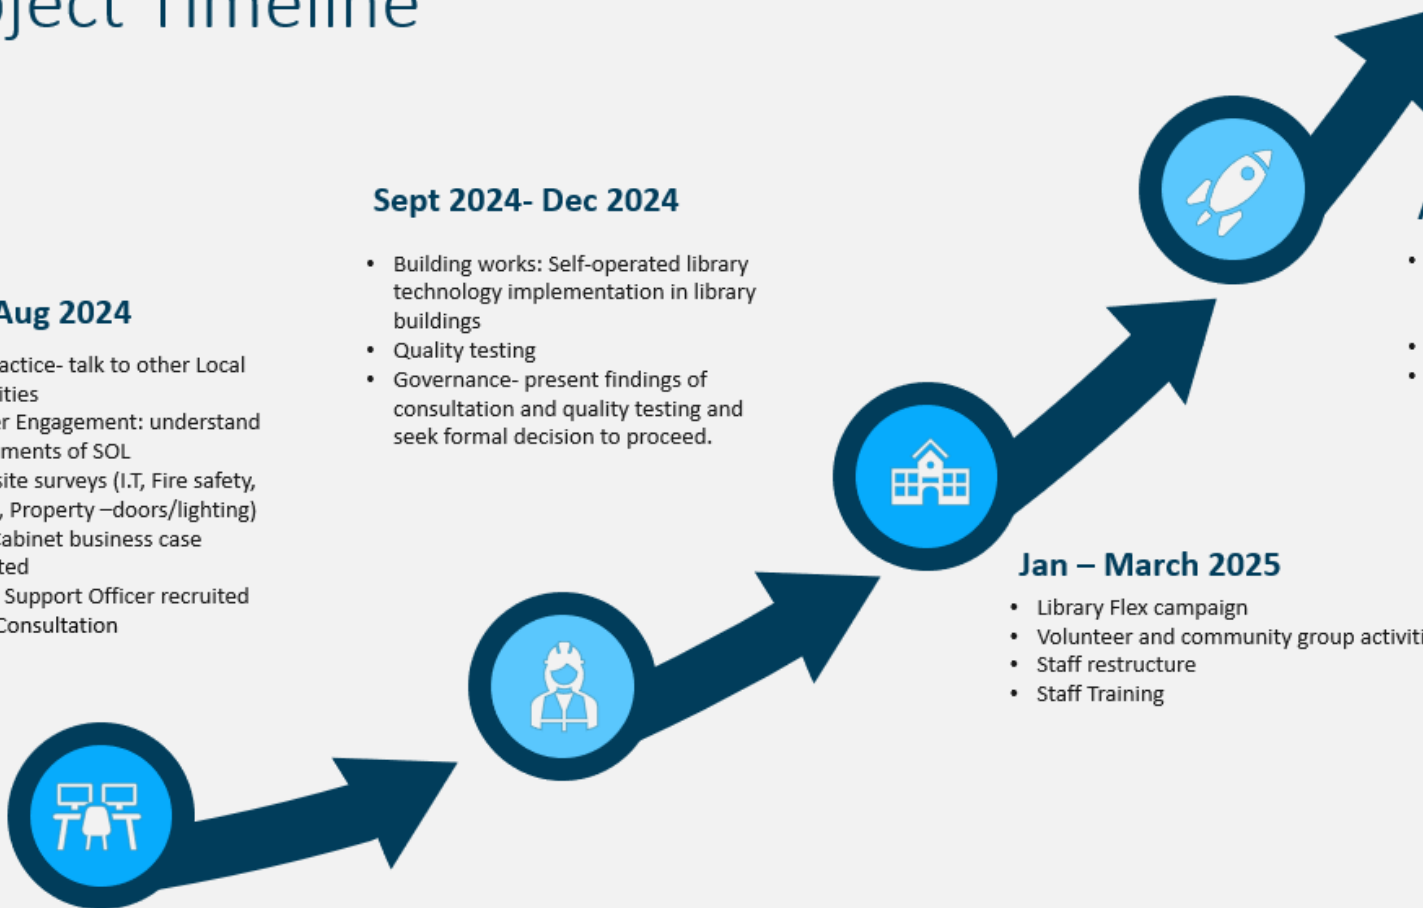 ject Timeline
Aug 2024
actice- talk to other Local
ities
er Engagement: understand
ments of SOL
site surveys (I.T, Fire safety,
, Property –doors/lighting)
Cabinet business case
ted
Support Officer recruited
Consultation
Sept 2024- Dec 2024
• Building works: Self-operated library
technology implementation in library
buildings
• Quality testing
• Governance- present findings of
consultation and quality testing and
seek formal decision to proceed.
Jan – March 2025
• Library Flex campaign
• Volunteer and community group activiti
• Staff restructure
• Staff Training